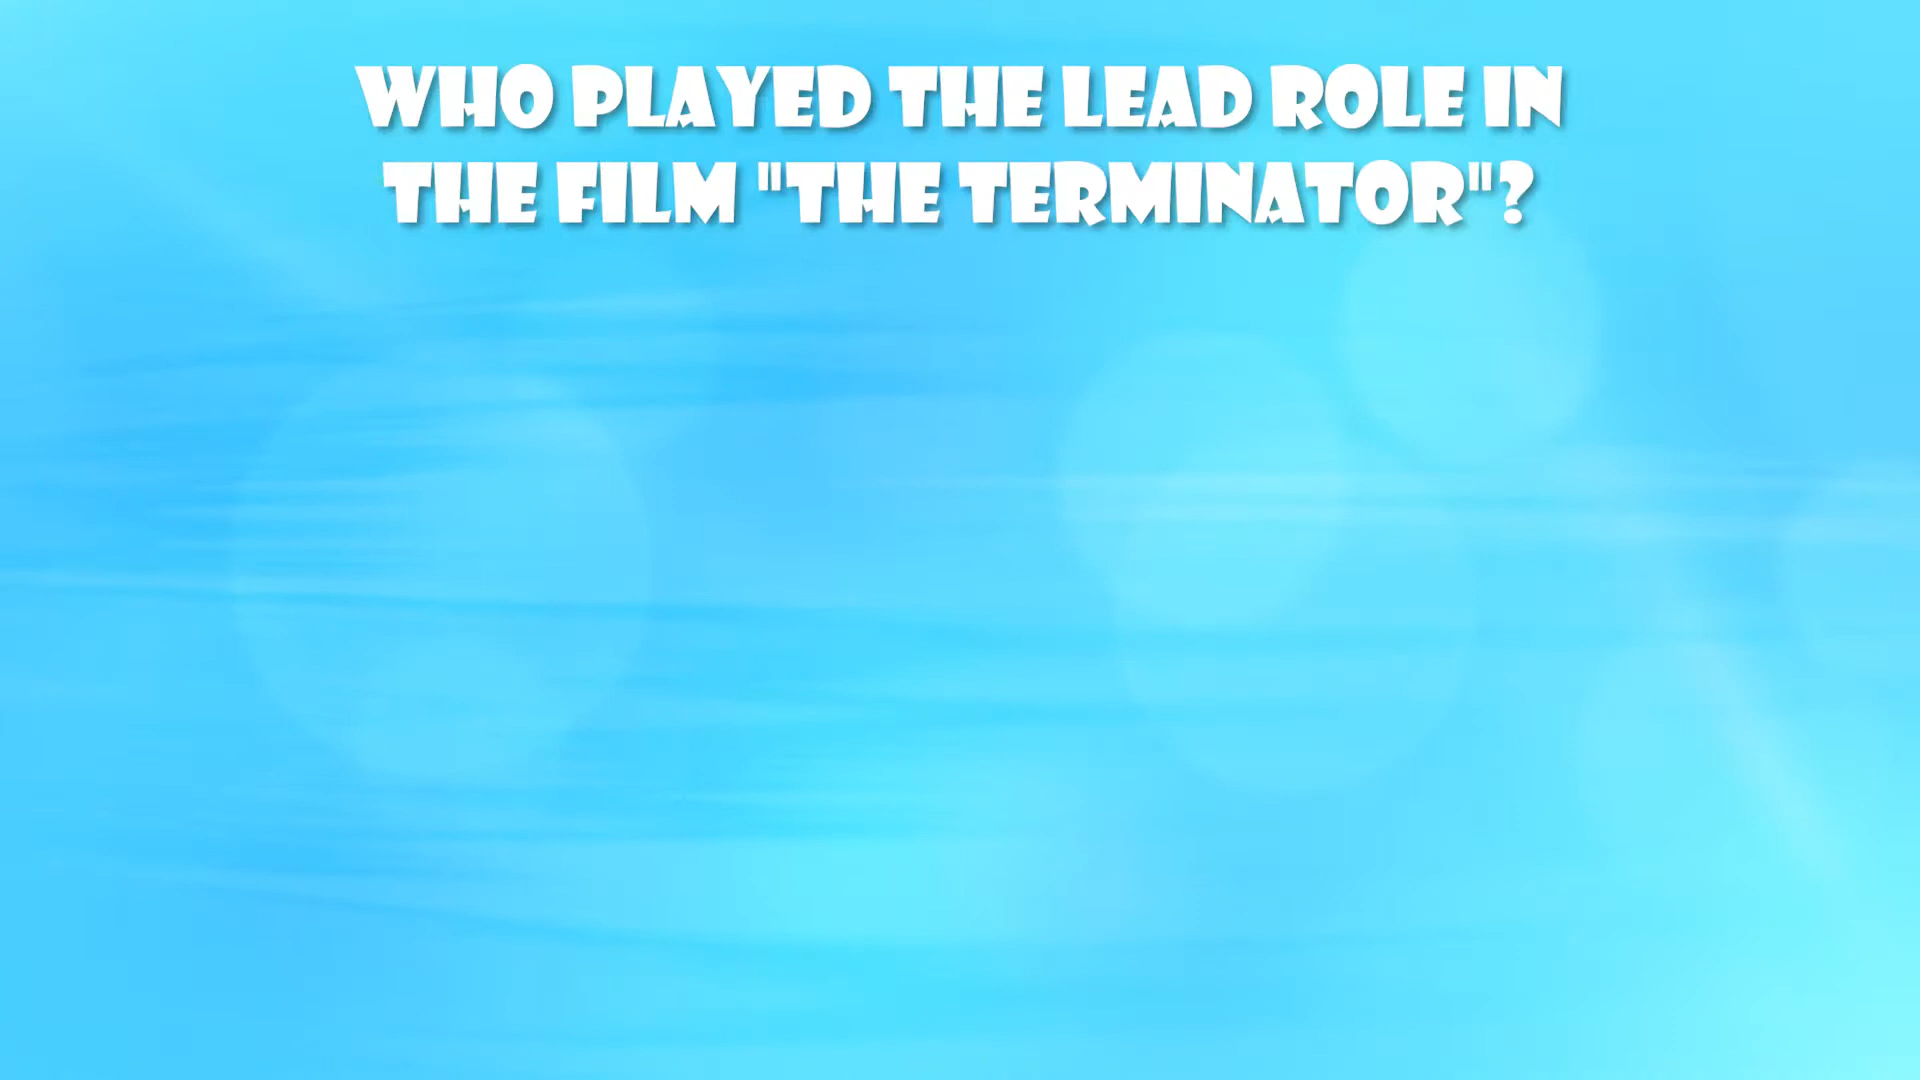 WHO PLAYED THE LEAD ROLE IN
THE FILM "THE TERMINATOR"?